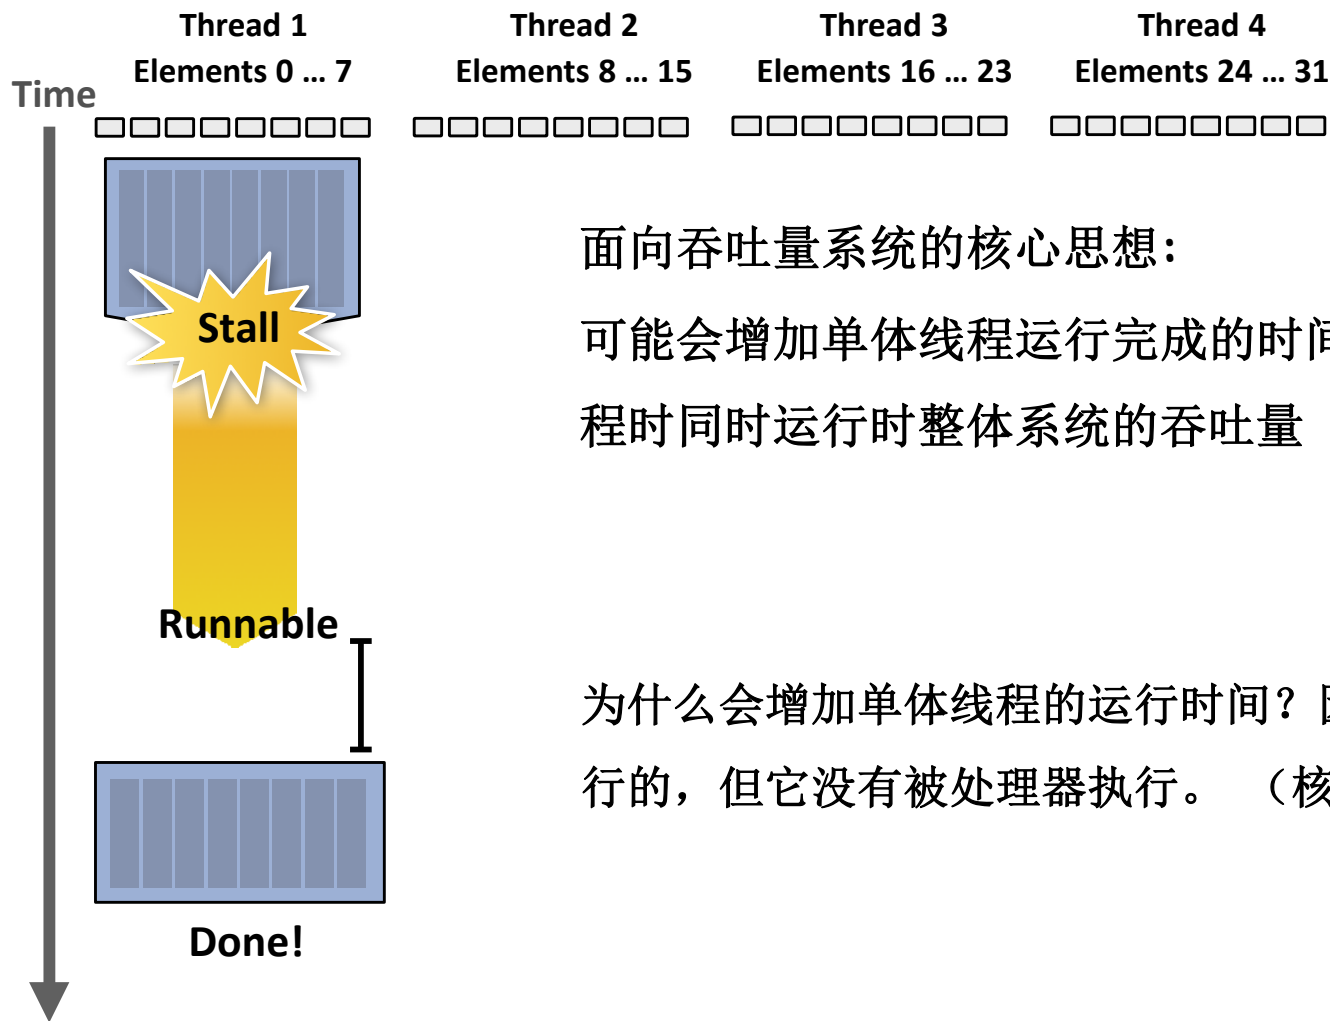 Thread 1
Elements 0 … 7
Thread 2
Elements 8 … 15
Thread 3
Elements 16 … 23
Thread 4
Elements 24 … 31
Time
Stall
Runnable
Done!
面向吞吐量系统的核心思想:
可能会增加单体线程运行完成的时
程时同时运行时整体系统的吞吐量
为什么会增加单体线程的运行时间?
行的,但它没有被处理器执行。 (核